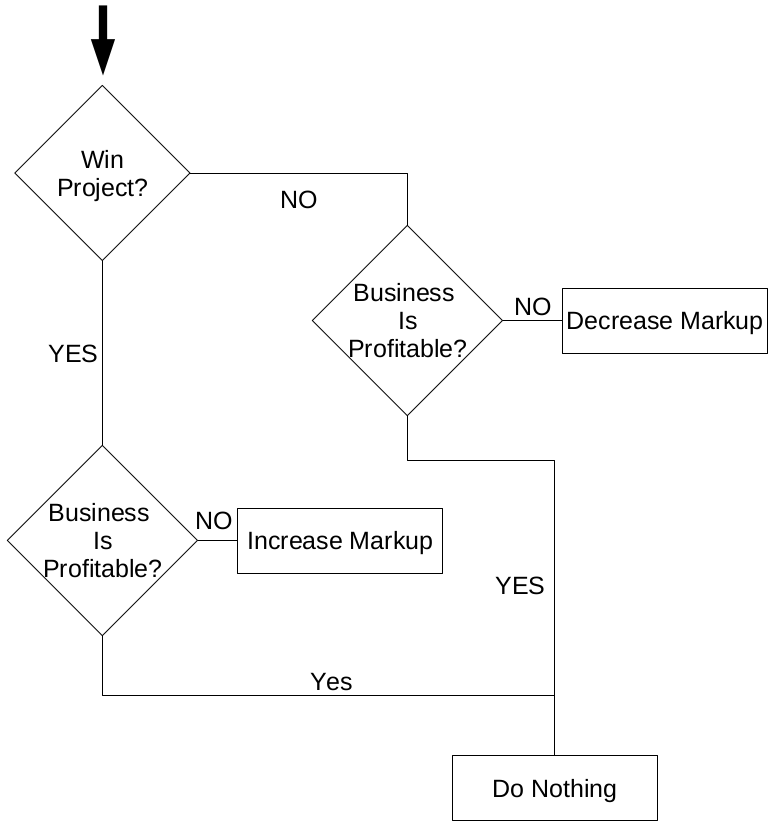 Win
Project?
NO
Business
Is
Profitable?
NO
Decrease Markup
YES
Business
Is
Profitable?
NO
Increase Markup
YES
Yes
Do Nothing